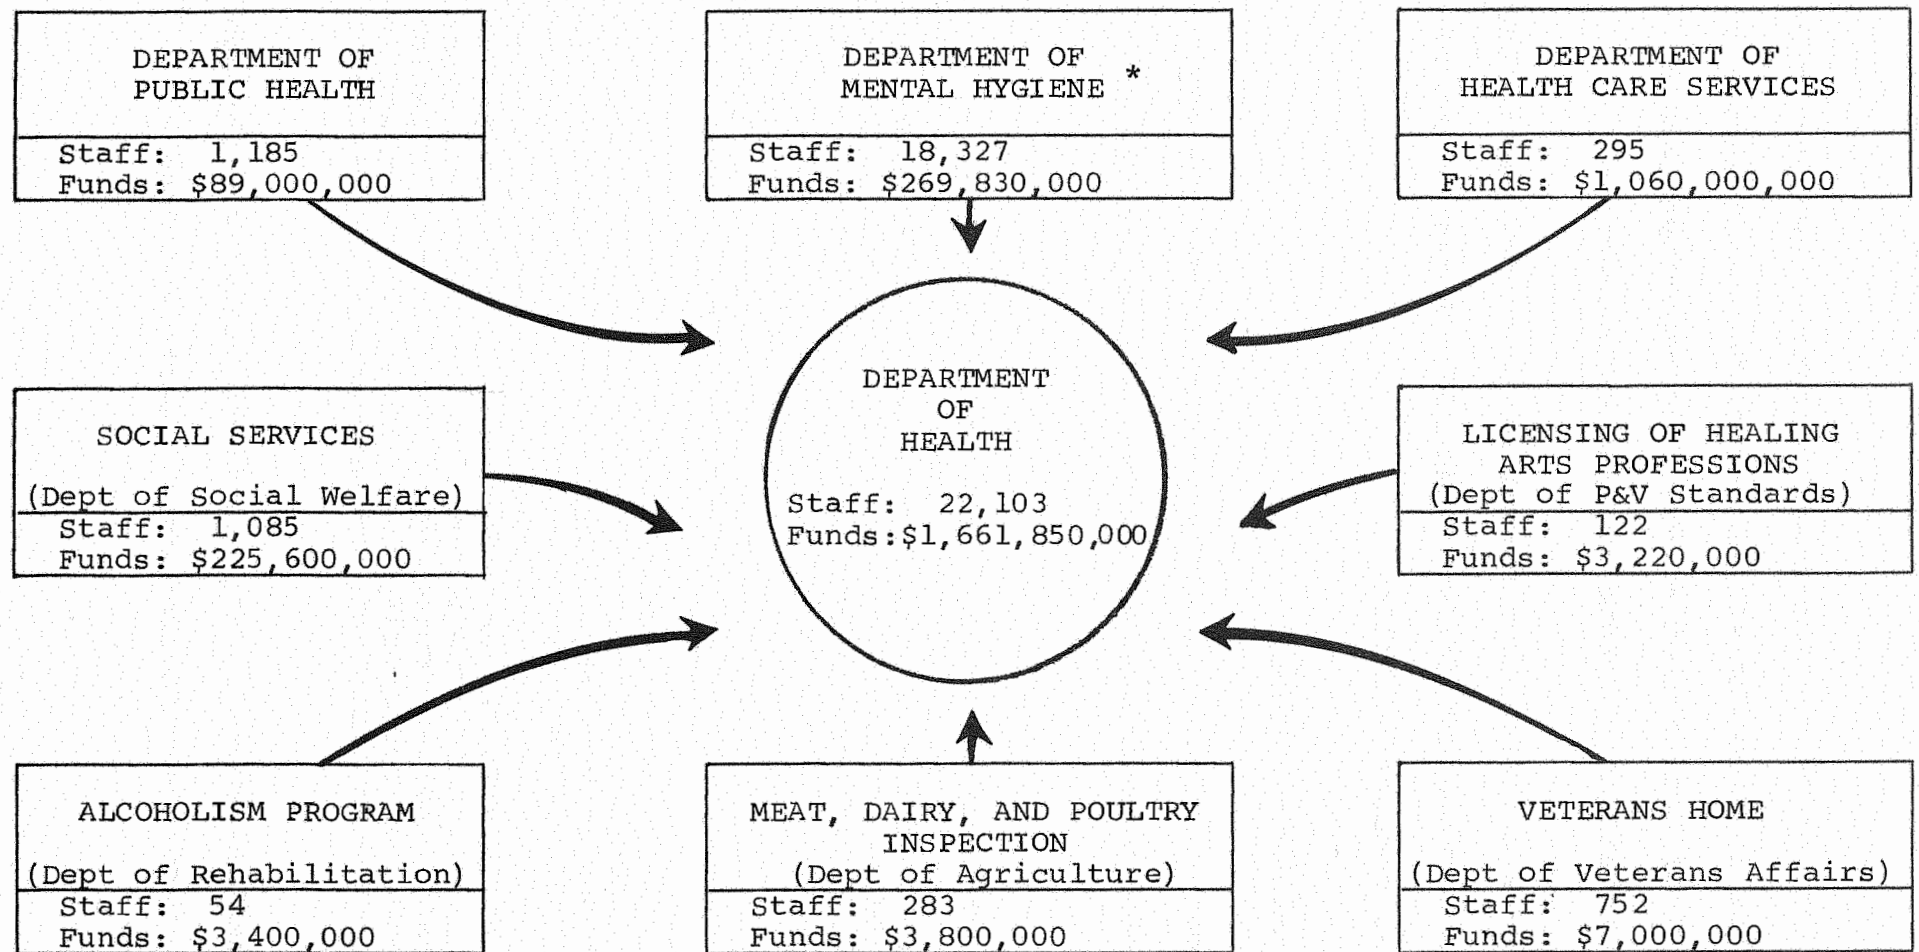 DEPARTMENT OF
PUBLIC HEALTH
Staff: 1,185
Funds: $89,000,000
DEPARTMENT OF
MENTAL HYGIENE *
Staff: 18,327
Funds: $269,830,000
DEPARTMENT OF
HEALTH CARE SERVICES
Staff: 295
Funds: $1,060,000,000
SOCIAL SERVICES
(Dept of Social Welfare)
Staff: 1,085
Funds: $225,600,000
DEPARTMENT
OF
HEALTH
Staff: 22,103
Funds:$1,661,850,000
LICENSING OF HEALING
ARTS PROFESSIONS
(Dept of P&V Standards)
Staff: 122
Funds: $3,220,000
ALCOHOLISM PROGRAM
(Dept of Rehabilitation)
Staff: 54
Funds: $3,400,000
MEAT, DAIRY, AND POULTRY
INSPECTION
(Dept of Agriculture)
Staff: 283
Funds: $3,800,000
VETERANS HOME
(Dept of Veterans Affairs)
Staff: 752
Funds: $7,000,000